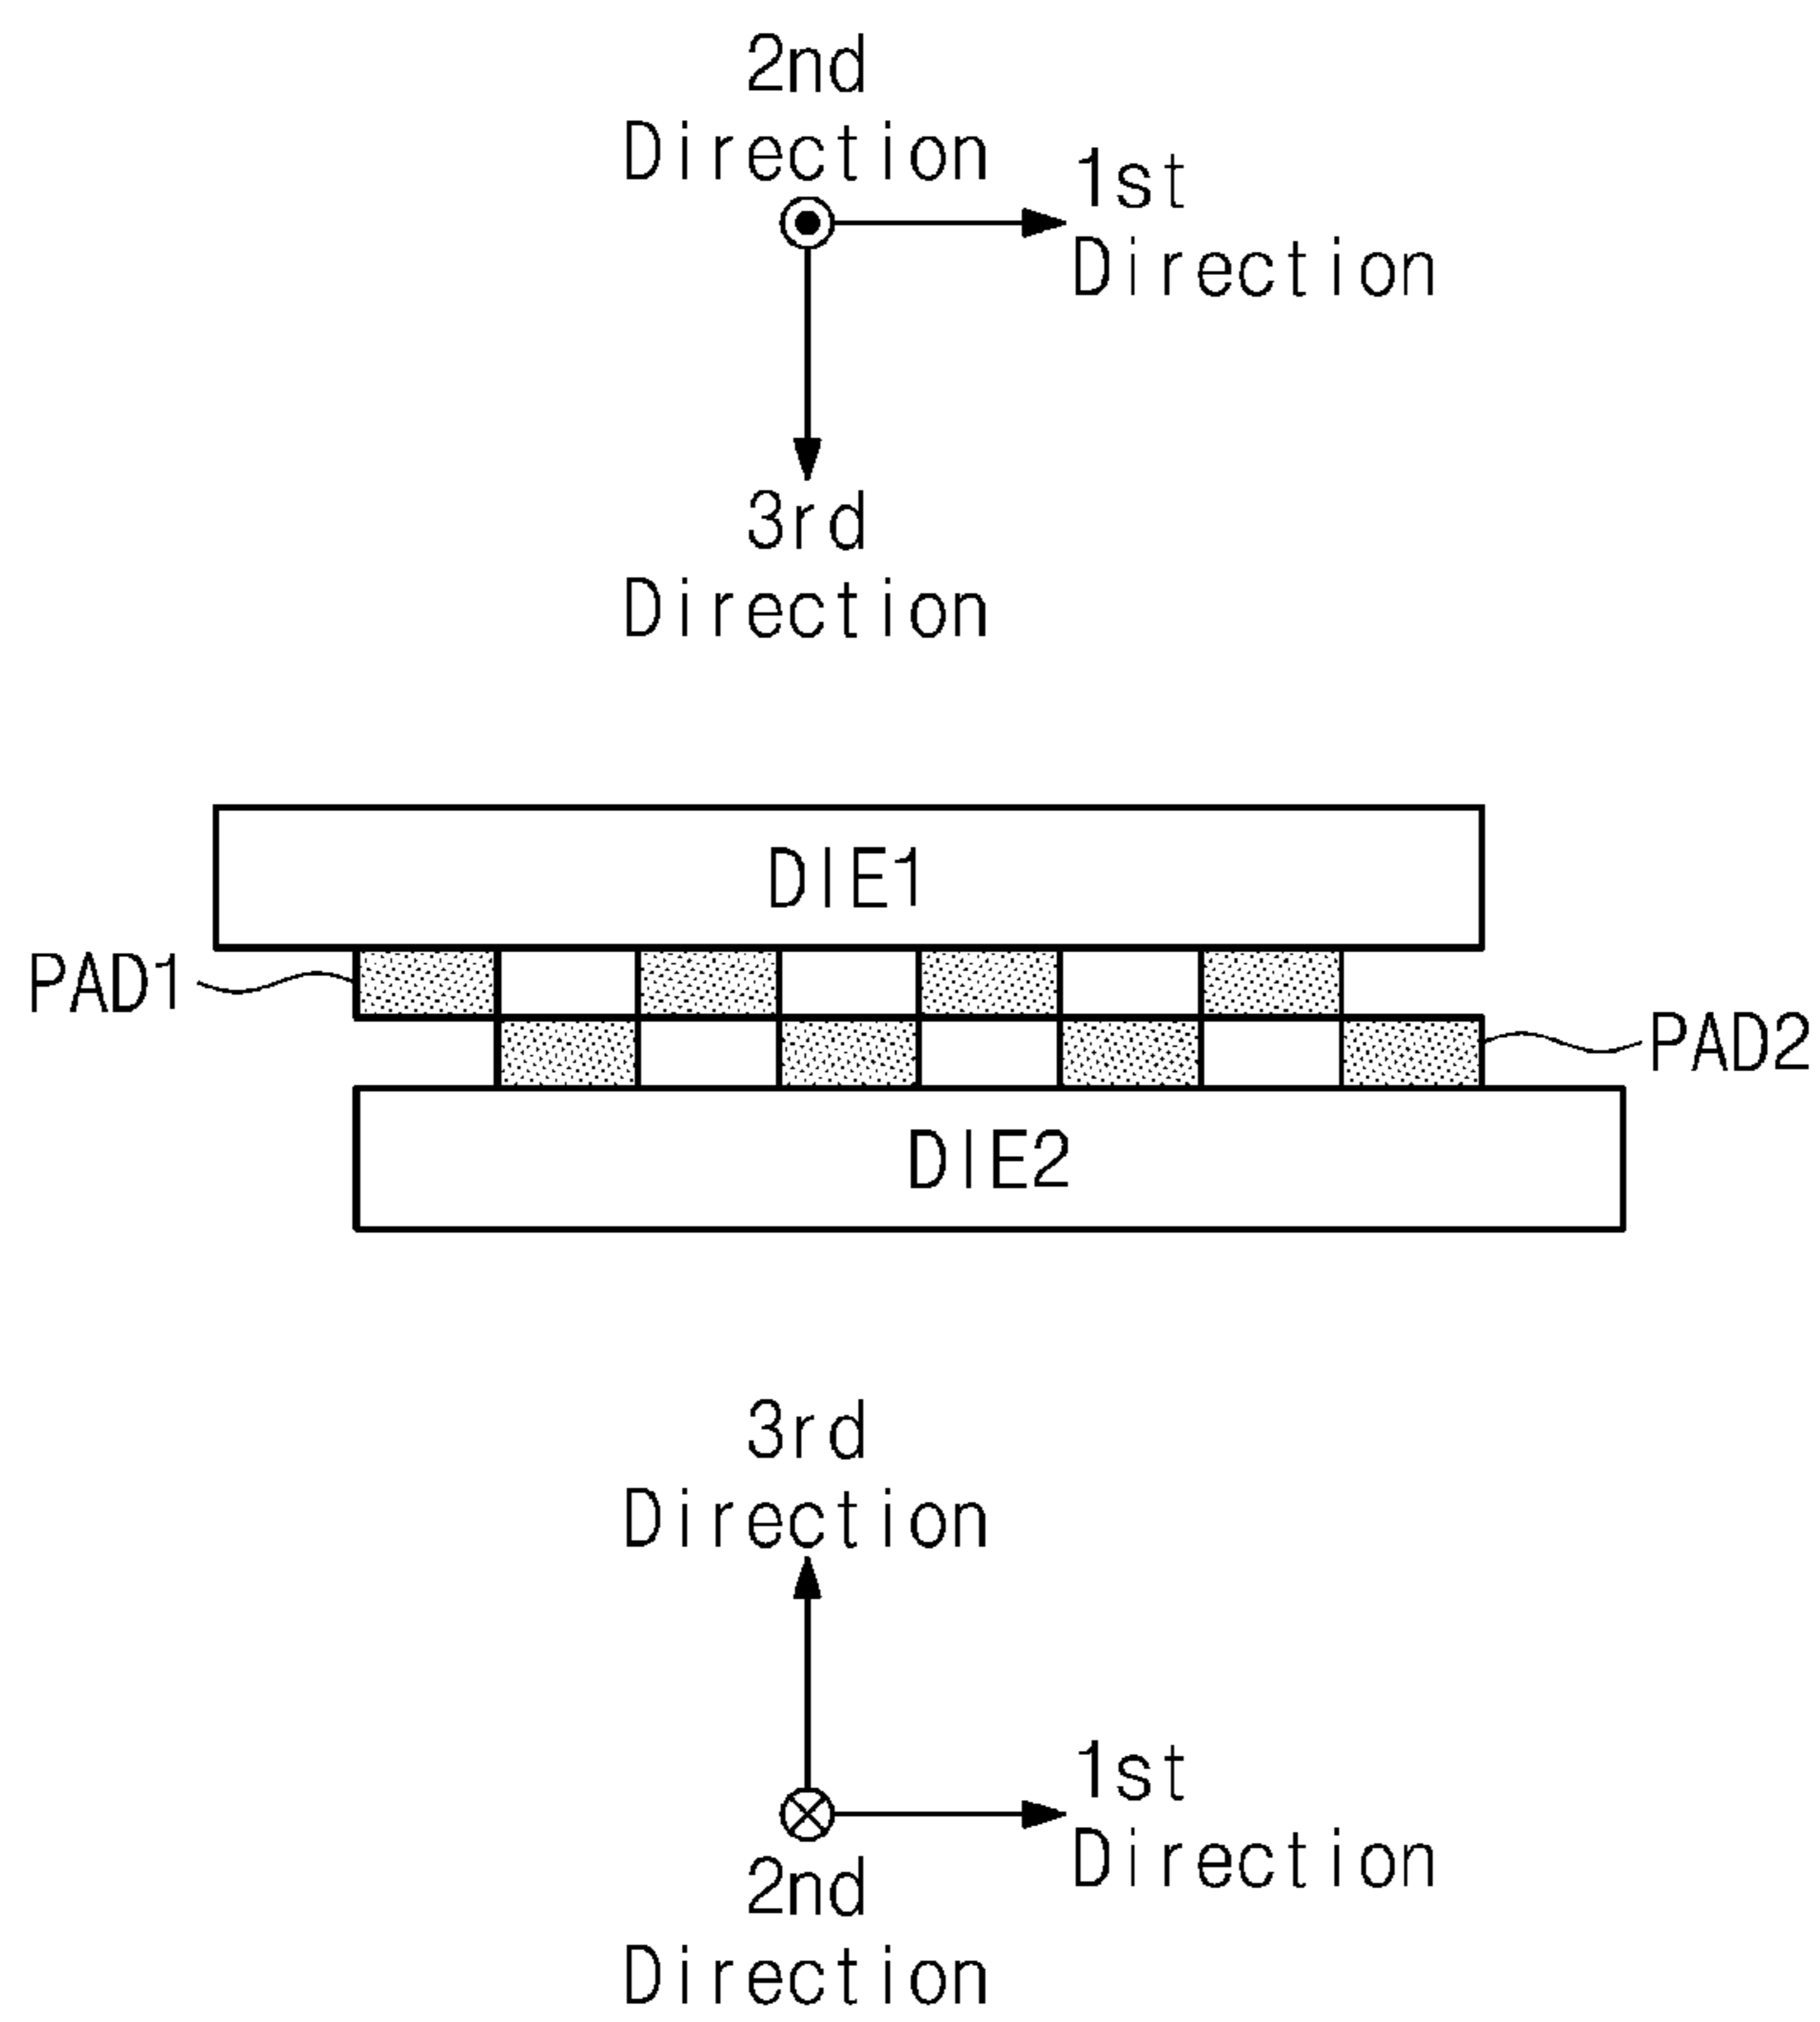 2nd
Direction
1st
Direction
3rd
Direction
DIE1
PAD1
PAD2
DIE2
3rd
Direction
1st
Direction
2nd
Direction